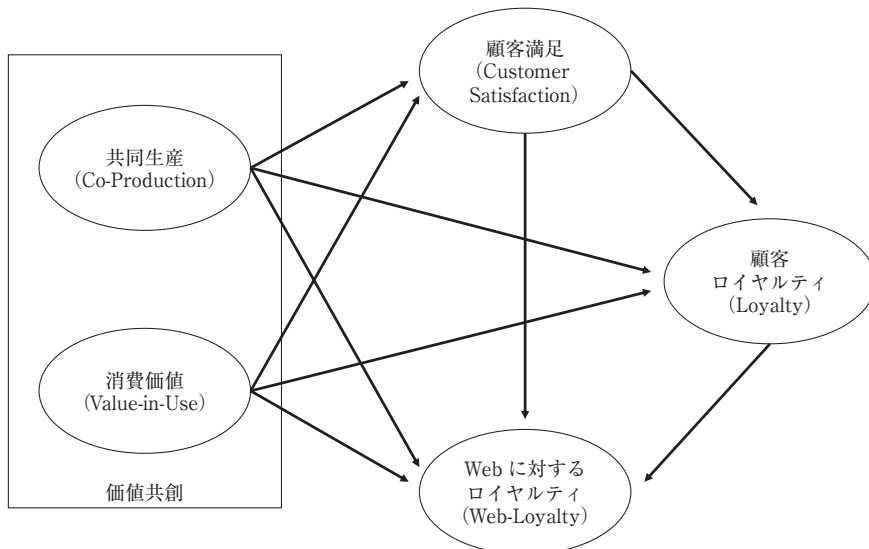 顧客満足
（Customer
Satisfaction）
共同生産
（Co-Production）
顧客
ロイヤルティ
（Loyalty）
消費価値
（Value-in-Use）
Web に対する
ロイヤルティ
（Web-Loyalty）
価値共創